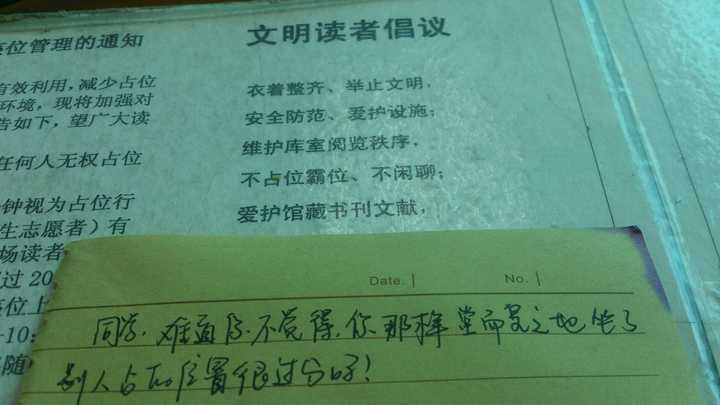 位管理的通知
文明读者倡议
有效利用，减少占位
环境，现将加强对
告如下，望广大读
任何人无权占位
钟视为占位行
生志愿者）有
场读者
过 20
位上
-10:
随
衣着整齐、举止文明，
安全防范、爱护设施；
维护库室阅览秩序，
不占位霸位、不闲聊；
爱护馆藏书刊文献，
Date.
No.
同学，难道你不觉得，你那样堂而皇之地坐了
别人占的位置很过分吗？